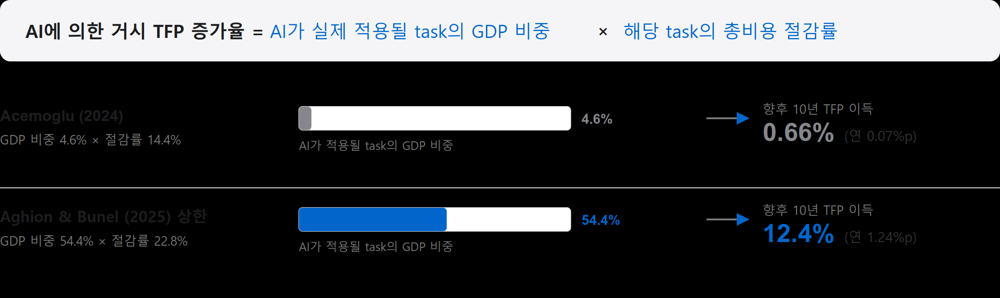 AI에 의한 거시 TFP 증가율 = AI가 실제 적용될 task의 GDP 비중 × 해당 task의 총비용 절감률
Acemoglu (2024)
GDP 비중 4.6% × 절감률 14.4%
4.6%
AI가 적용될 task의 GDP 비중
향후 10년 TFP 이득
0.66% (연 0.07%p)
Aghion & Bunel (2025) 상한
GDP 비중 54.4% × 절감률 22.8%
54.4%
AI가 적용될 task의 GDP 비중
향후 10년 TFP 이득
12.4% (연 1.24%p)